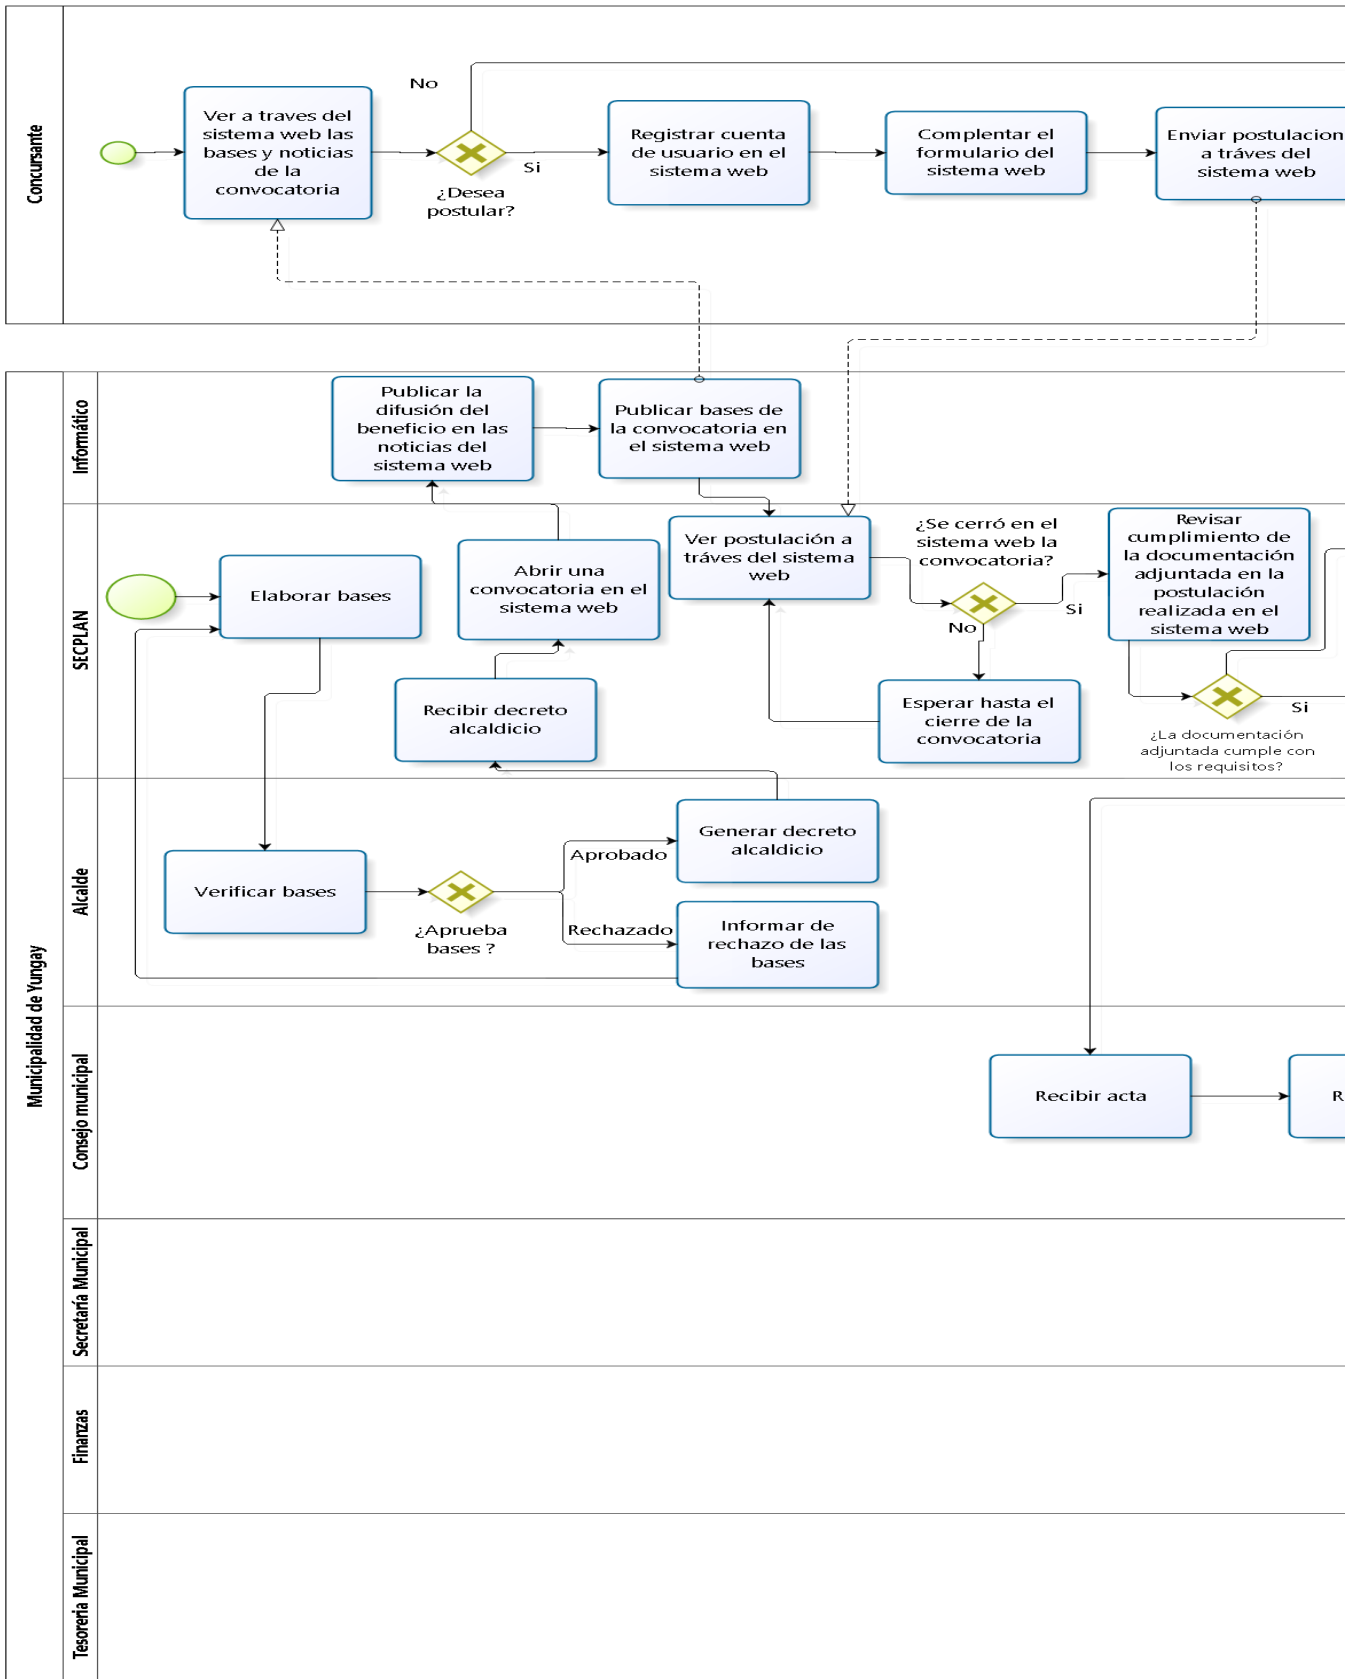 Concursante
Ver a traves del
sistema web las
bases y noticias
de la
convocatoria
No
Si
¿Desea
postular?
Registrar cuenta
de usuario en el
sistema web
Complentar el
formulario del
sistema web
Enviar postulacion
a tráves del
sistema web
Municipalidad de Yungay
Informático
Publicar la
difusión del
beneficio en las
noticias del
sistema web
Publicar bases de
la convocatoria en
el sistema web
SECPLAN
Elaborar bases
Abrir una
convocatoria en el
sistema web
Recibir decreto
alcaldicio
Ver postulación a
tráves del sistema
web
¿Se cerró en el
sistema web la
convocatoria?
Si
No
Esperar hasta el
cierre de la
convocatoria
Revisar
cumplimiento de
la documentación
adjuntada en la
postulación
realizada en el
sistema web
Si
¿La documentación
adjuntada cumple con
los requisitos?
Alcalde
Verificar bases
¿Aprueba
bases ?
Aprobado
Rechazado
Generar decreto
alcaldicio
Informar de
rechazo de las
bases
Consejo municipal
Recibir acta
R
Secretaría Municipal
Finanzas
Tesoreria Municipal